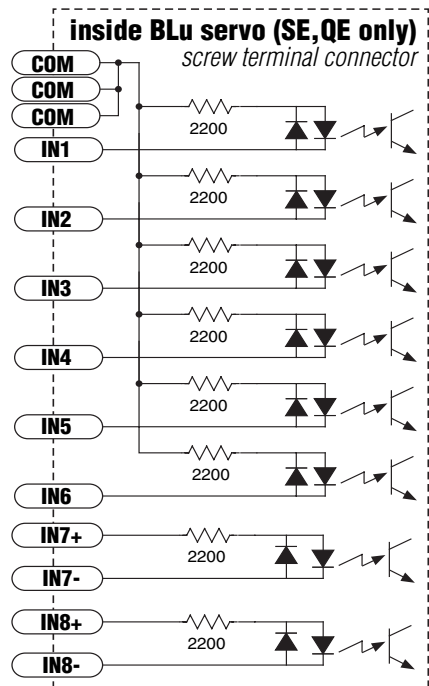 inside BLu servo (SE,QE only)
screw terminal connector
COM
COM
COM
2200
IN1
2200
IN2
2200
IN3
2200
IN4
2200
IN5
2200
IN6
IN7+
2200
IN7-
IN8+
2200
IN8-